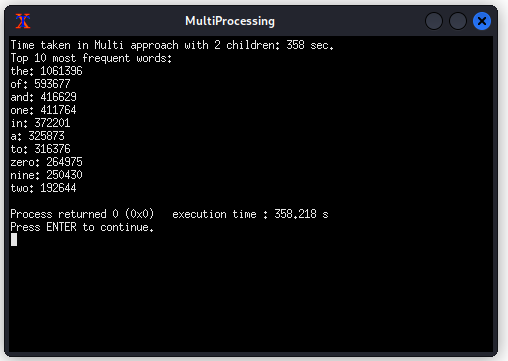 MultiProcessing
Time taken in Multi approach with 2 children: 358 sec.
Top 10 most frequent words:
the: 1061396
of: 593677
and: 416629
one: 411764
in: 372201
a: 325873
to: 316376
zero: 264975
nine: 250430
two: 192644
Process returned 0 (0x0)   execution time : 358.218 s
Press ENTER to continue.